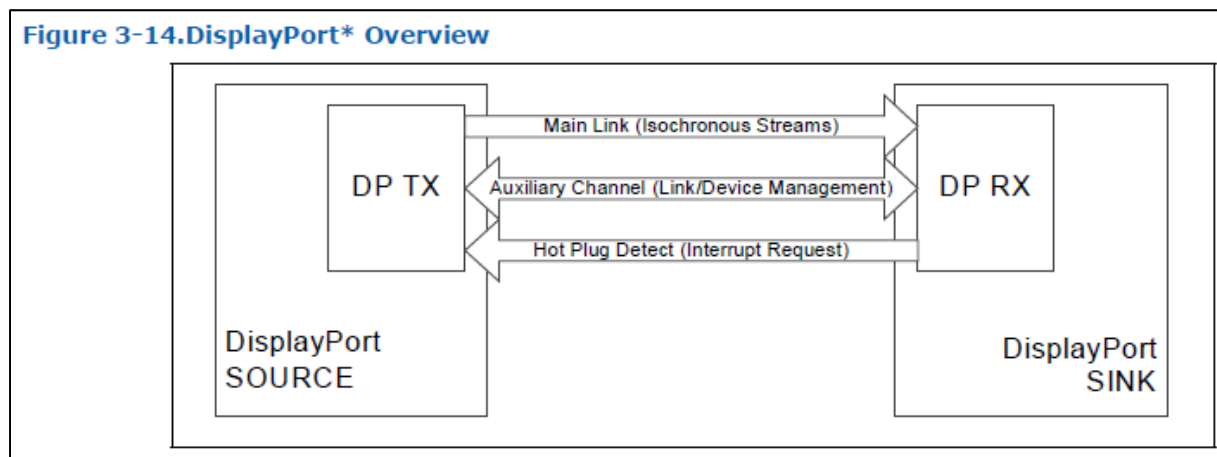 Figure 3-14.DisplayPort* Overview
Main Link (Isochronous Streams)
DP TX
Auxiliary Channel (Link/Device Management)
DP RX
Hot Plug Detect (Interrupt Request)
DisplayPort
SOURCE
DisplayPort
SINK